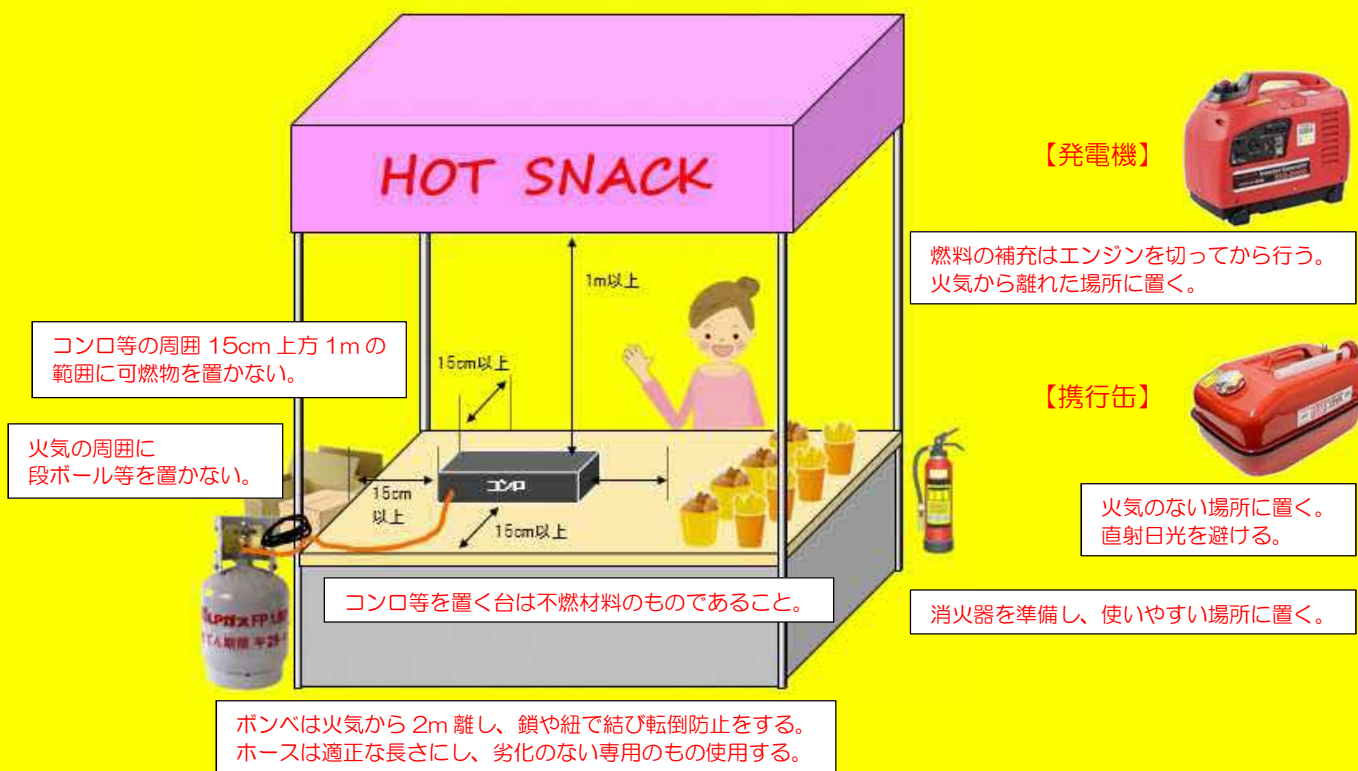 HOT SNACK
【発電機】
燃料の補充はエンジンを切ってから行う。
火気から離れた場所に置く。
1m以上
コンロ等の周囲 15cm 上方 1m の
範囲に可燃物を置かない。
15cm以上
【携行缶】
火気の周囲に
段ボール等を置かない。
コンロ
15cm
以上
15cm以上
火気のない場所に置く。
直射日光を避ける。
コンロ等を置く台は不燃材料のものであること。
消火器を準備し、使いやすい場所に置く。
ボンベは火気から 2m 離し、鎖や紐で結び転倒防止をする。
ホースは適正な長さにし、劣化のない専用のもの使用する。